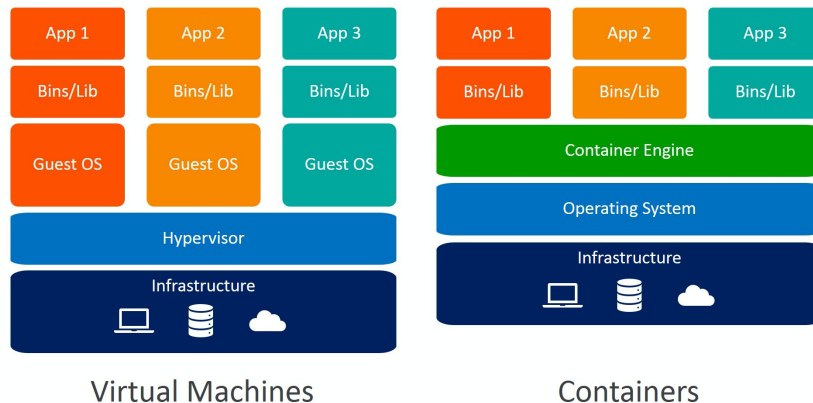 App 1
App 2
App 3
Bins/Lib
Bins/Lib
Bins/Lib
Guest OS
Guest OS
Guest OS
Hypervisor
Infrastructure
Virtual Machines
App 1
App 2
App 3
Bins/Lib
Bins/Lib
Bins/Lib
Container Engine
Operating System
Infrastructure
Containers